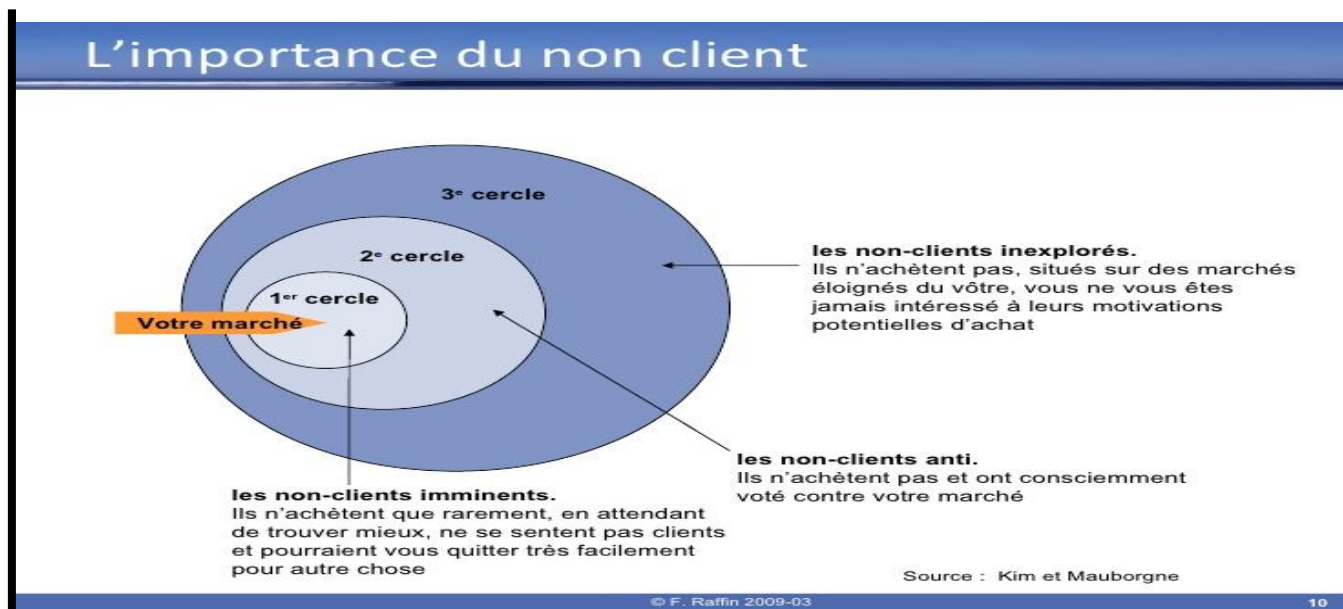 L'importance du non client
3e cercle
2e cercle
1er cercle
Votre marché
les non-clients inexplorés.
Ils n'achètent pas, situés sur des marchés
éloignés du vôtre, vous ne vous êtes
jamais intéressé à leurs motivations
potentielles d'achat
les non-clients anti.
Ils n'achètent pas et ont consciemment
voté contre votre marché
les non-clients imminents.
Ils n'achètent que rarement, en attendant
de trouver mieux, ne se sentent pas clients
et pourraient vous quitter très facilement
pour autre chose
Source : Kim et Mauborgne
© F. Raffin 2009-03
10